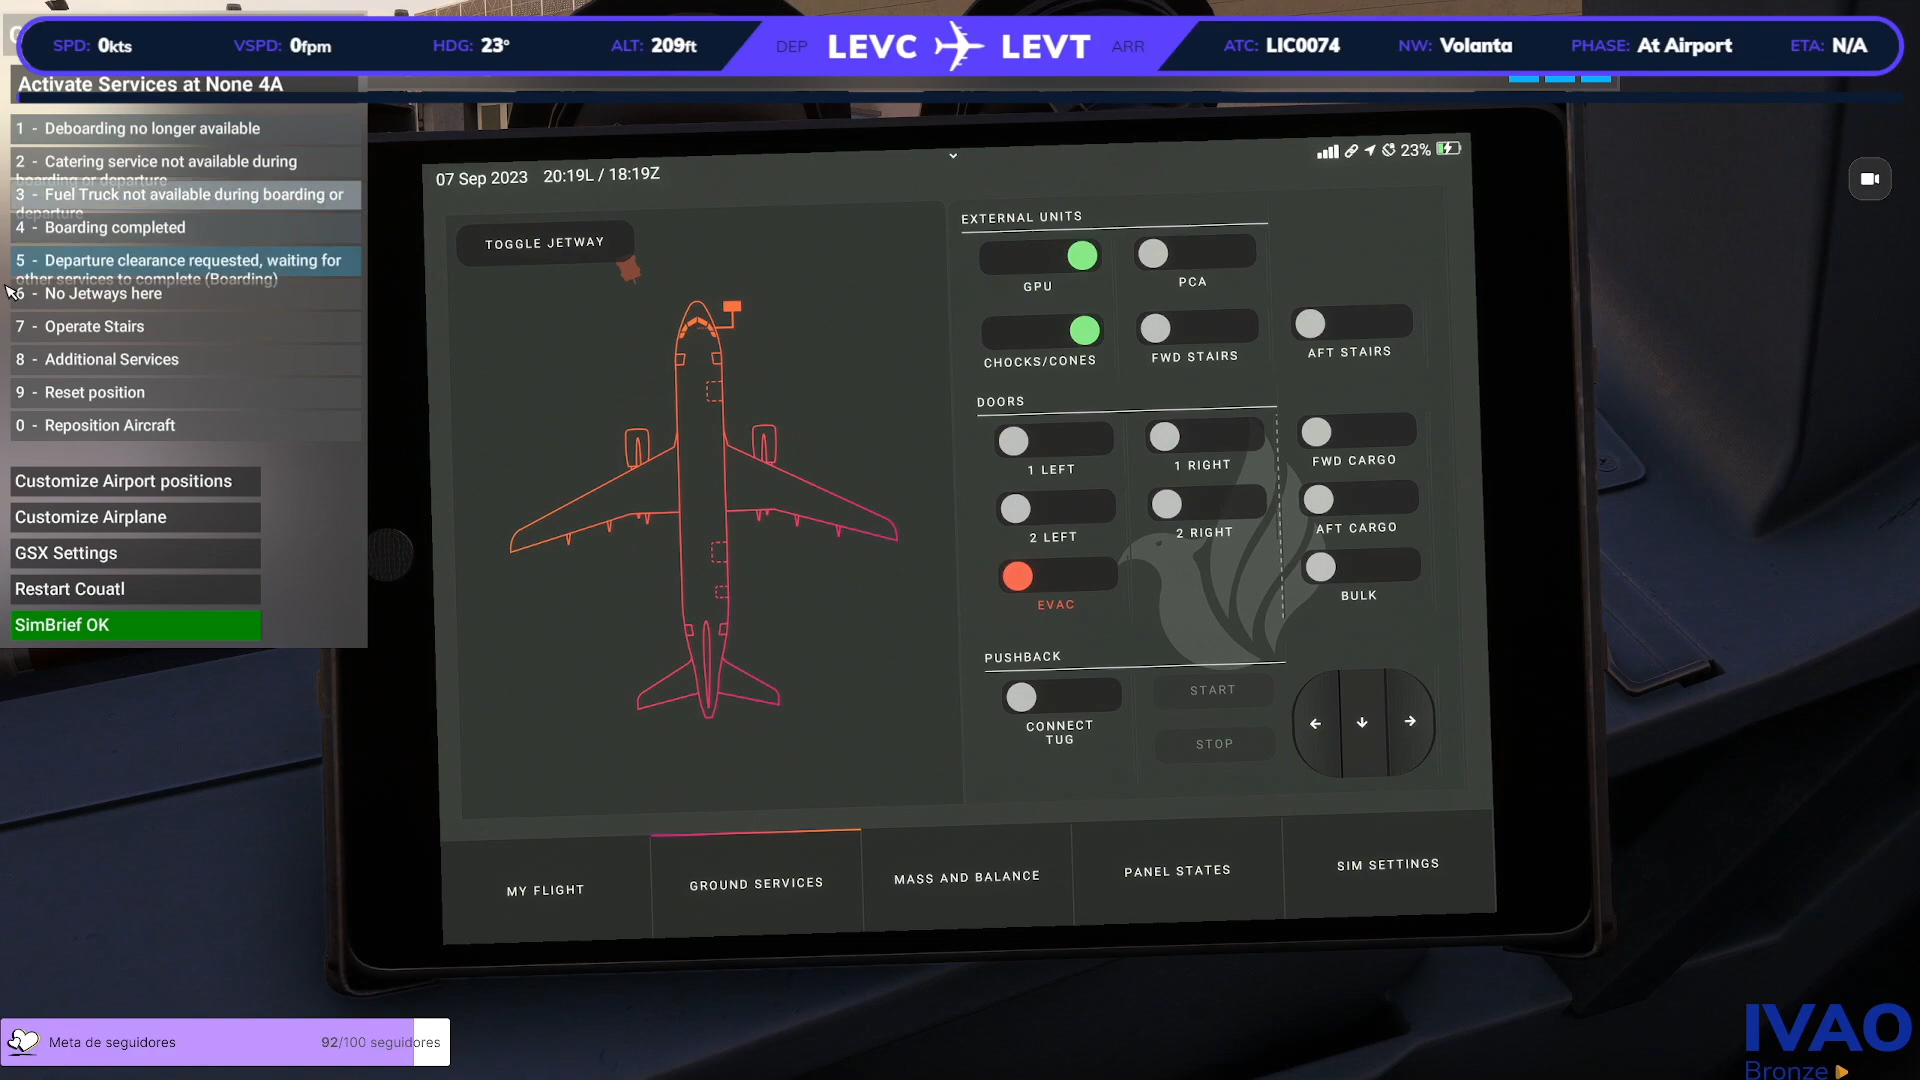 SPD: 0kts
VSPD: 0fpm
HDG: 23°
ALT: 209ft
DEP LEVC LEVT ARR
ATC: LIC0074
NW: Volanta
PHASE: At Airport
ETA: N/A
Activate Services at None 4A
1 - Deboarding no longer available
2 - Catering service not available during
boarding or departure
3 - Fuel Truck not available during boarding or
departure
4 - Boarding completed
5 - Departure clearance requested, waiting for
other services to complete (Boarding)
6 - No Jetways here
7 - Operate Stairs
8 - Additional Services
9 - Reset position
0 - Reposition Aircraft
Customize Airport positions
Customize Airplane
GSX Settings
Restart Couatl
SimBrief OK
07 Sep 2023 20:19L / 18:19Z
23%
TOGGLE JETWAY
EXTERNAL UNITS
GPU
PCA
CHOCKS/CONES
FWD STAIRS
AFT STAIRS
DOORS
1 LEFT
1 RIGHT
FWD CARGO
2 LEFT
2 RIGHT
AFT CARGO
EVAC
BULK
PUSHBACK
CONNECT
TUG
START
STOP
MY FLIGHT
GROUND SERVICES
MASS AND BALANCE
PANEL STATES
SIM SETTINGS
Meta de seguidores
92/100 seguidores
IVAO
Bronze